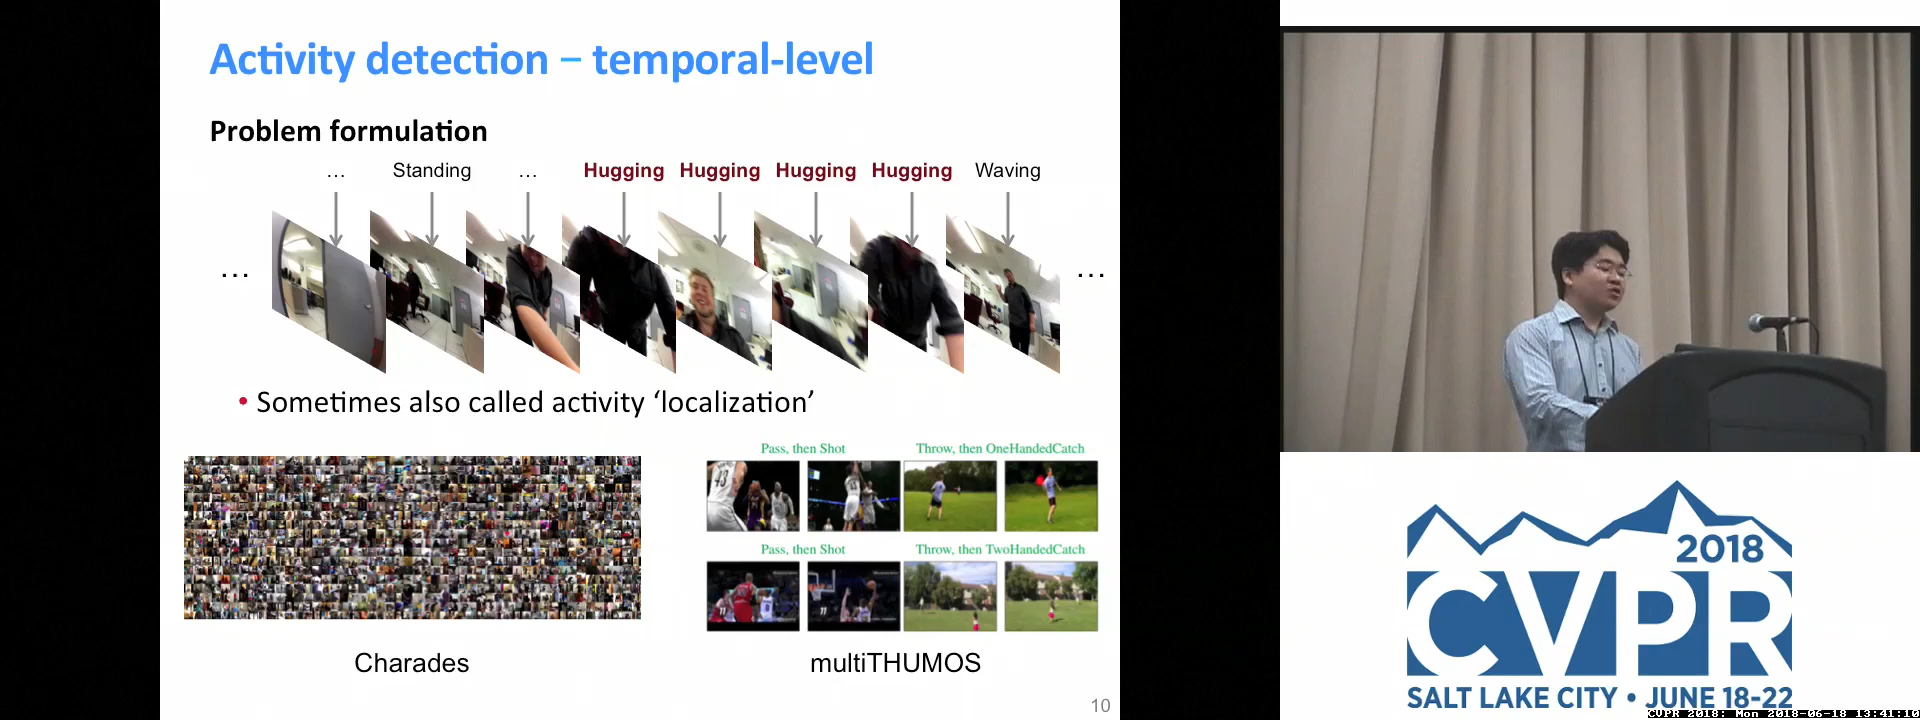 Activity detection – temporal-level
Problem formulation
… Standing … Hugging Hugging Hugging Hugging Waving
… …
• Sometimes also called activity ‘localization’
Pass, then Shot Throw, then OneHandedCatch
Pass, then Shot Throw, then TwoHandedCatch
Charades multiTHUMOS
10
2018
CVPR
SALT LAKE CITY • JUNE 18-22
CVPR 2018: Mon 2018-06-18 13:41:10